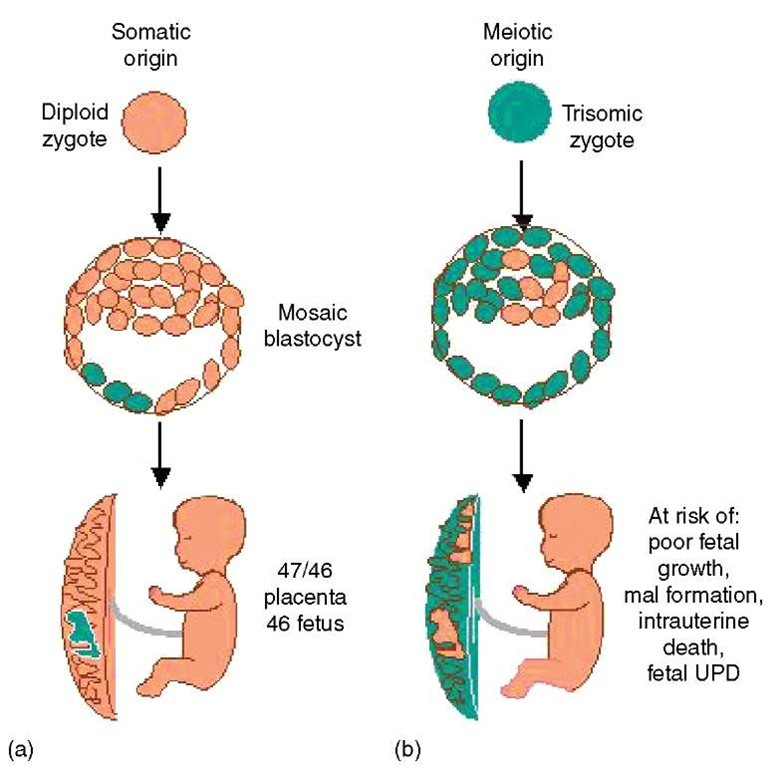 Somatic
origin
Diploid
zygote
Mosaic
blastocyst
47/46
placenta
46 fetus
(a)
Meiotic
origin
Trisomic
zygote
At risk of:
poor fetal
growth,
mal formation,
intrauterine
death,
fetal UPD
(b)